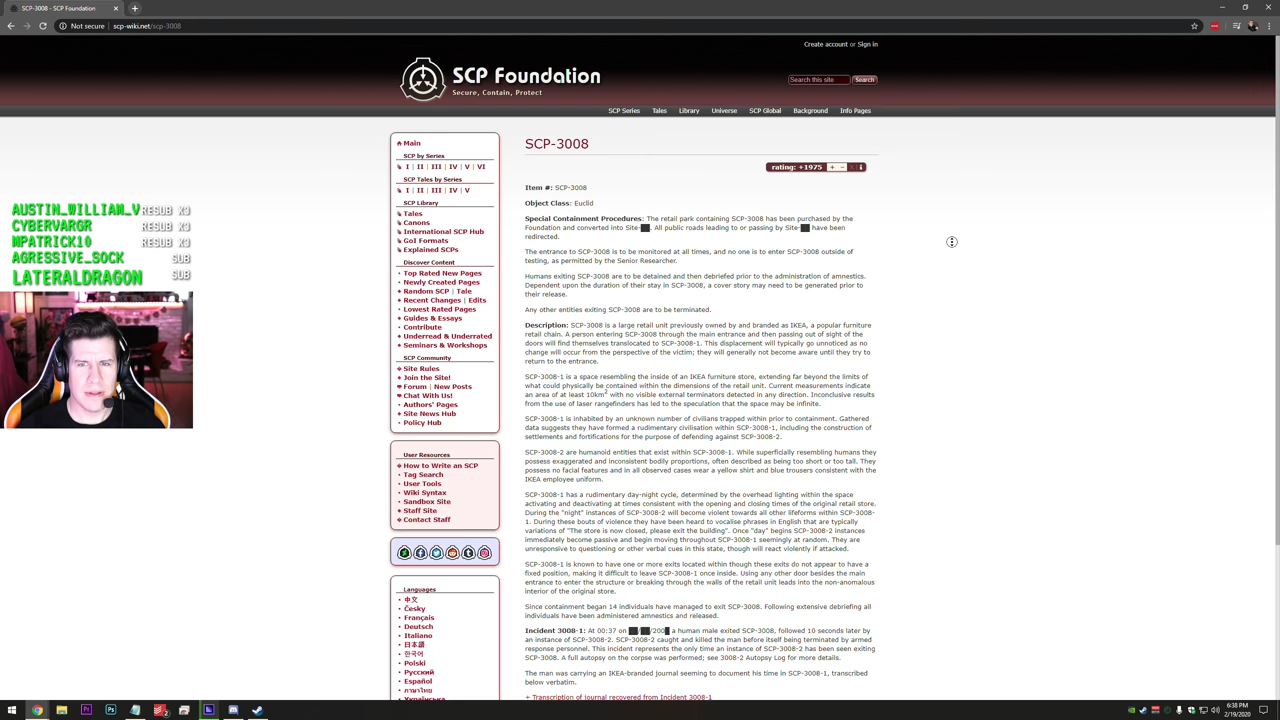 SCP-3008 - SCP Foundation
Not secure | scp-wiki.net/scp-3008
Create account or Sign in
SCP Foundation
Secure, Contain, Protect
Search this site
Search
SCP Series Tales Library Universe SCP Global Background Info Pages
Main
SCP by Series
I | II | III | IV | V | VI
SCP Tales by Series
I | II | III | IV | V
SCP Library
Tales
Canons
International SCP Hub
GoI Formats
Explained SCPs
Discover Content
Top Rated New Pages
Newly Created Pages
Random SCP | Tale
Recent Changes | Edits
Lowest Rated Pages
Guides & Essays
Contribute
Underread & Underrated
Seminars & Workshops
SCP Community
Site Rules
Join the Site!
Forum | New Posts
Chat With Us!
Authors' Pages
Site News Hub
Policy Hub
User Resources
How to Write an SCP
Tag Search
User Tools
Wiki Syntax
Sandbox Site
Staff Site
Contact Staff
Languages
中文
Česky
Français
Deutsch
Italiano
日本語
한국어
Polski
Русский
Español
ภาษาไทย
Українська
AUSTIN_WILLIAM_V RESUB X3
CYBERVARGR RESUB X3
WPATRICK10 RESUB X3
AGRESSIVE_SOCK SUB
LATERALDRAGON SUB
SCP-3008
rating: +1975 + −
Item #: SCP-3008
Object Class: Euclid
Special Containment Procedures: The retail park containing SCP-3008 has been purchased by the
Foundation and converted into Site-██. All public roads leading to or passing by Site-██ have been
redirected.
The entrance to SCP-3008 is to be monitored at all times, and no one is to enter SCP-3008 outside of
testing, as permitted by the Senior Researcher.
Humans exiting SCP-3008 are to be detained and then debriefed prior to the administration of amnestics.
Dependent upon the duration of their stay in SCP-3008, a cover story may need to be generated prior to
their release.
Any other entities exiting SCP-3008 are to be terminated.
Description: SCP-3008 is a large retail unit previously owned by and branded as IKEA, a popular furniture
retail chain. A person entering SCP-3008 through the main entrance and then passing out of sight of the
doors will find themselves translocated to SCP-3008-1. This displacement will typically go unnoticed as no
change will occur from the perspective of the victim; they will generally not become aware until they try to
return to the entrance.
SCP-3008-1 is a space resembling the inside of an IKEA furniture store, extending far beyond the limits of
what could physically be contained within the dimensions of the retail unit. Current measurements indicate
an area of at least 10km2 with no visible external terminators detected in any direction. Inconclusive results
from the use of laser rangefinders has led to the speculation that the space may be infinite.
SCP-3008-1 is inhabited by an unknown number of civilians trapped within prior to containment. Gathered
data suggests they have formed a rudimentary civilisation within SCP-3008-1, including the construction of
settlements and fortifications for the purpose of defending against SCP-3008-2.
SCP-3008-2 are humanoid entities that exist within SCP-3008-1. While superficially resembling humans they
possess exaggerated and inconsistent bodily proportions, often described as being too short or too tall. They
possess no facial features and in all observed cases wear a yellow shirt and blue trousers consistent with the
IKEA employee uniform.
SCP-3008-1 has a rudimentary day-night cycle, determined by the overhead lighting within the space
activating and deactivating at times consistent with the opening and closing times of the original retail store.
During the "night" instances of SCP-3008-2 will become violent towards all other lifeforms within SCP-3008-
1. During these bouts of violence they have been heard to vocalise phrases in English that are typically
variations of "The store is now closed, please exit the building". Once "day" begins SCP-3008-2 instances
immediately become passive and begin moving throughout SCP-3008-1 seemingly at random. They are
unresponsive to questioning or other verbal cues in this state, though will react violently if attacked.
SCP-3008-1 is known to have one or more exits located within though these exits do not appear to have a
fixed position, making it difficult to leave SCP-3008-1 once inside. Using any other door besides the main
entrance to enter the structure or breaking through the walls of the retail unit leads into the non-anomalous
interior of the original store.
Since containment began 14 individuals have managed to exit SCP-3008. Following extensive debriefing all
individuals have been administered amnestics and released.
Incident 3008-1: At 00:37 on ██/██/200█ a human male exited SCP-3008, followed 10 seconds later by
an instance of SCP-3008-2. SCP-3008-2 caught and killed the man before itself being terminated by armed
response personnel. This incident represents the only time an instance of SCP-3008-2 has been seen exiting
SCP-3008. A full autopsy on the corpse was performed; see 3008-2 Autopsy Log for more details.
The man was carrying an IKEA-branded journal seeming to document his time in SCP-3008-1, transcribed
below verbatim.
+ Transcription of journal recovered from Incident 3008-1
6:38 PM
2/19/2020